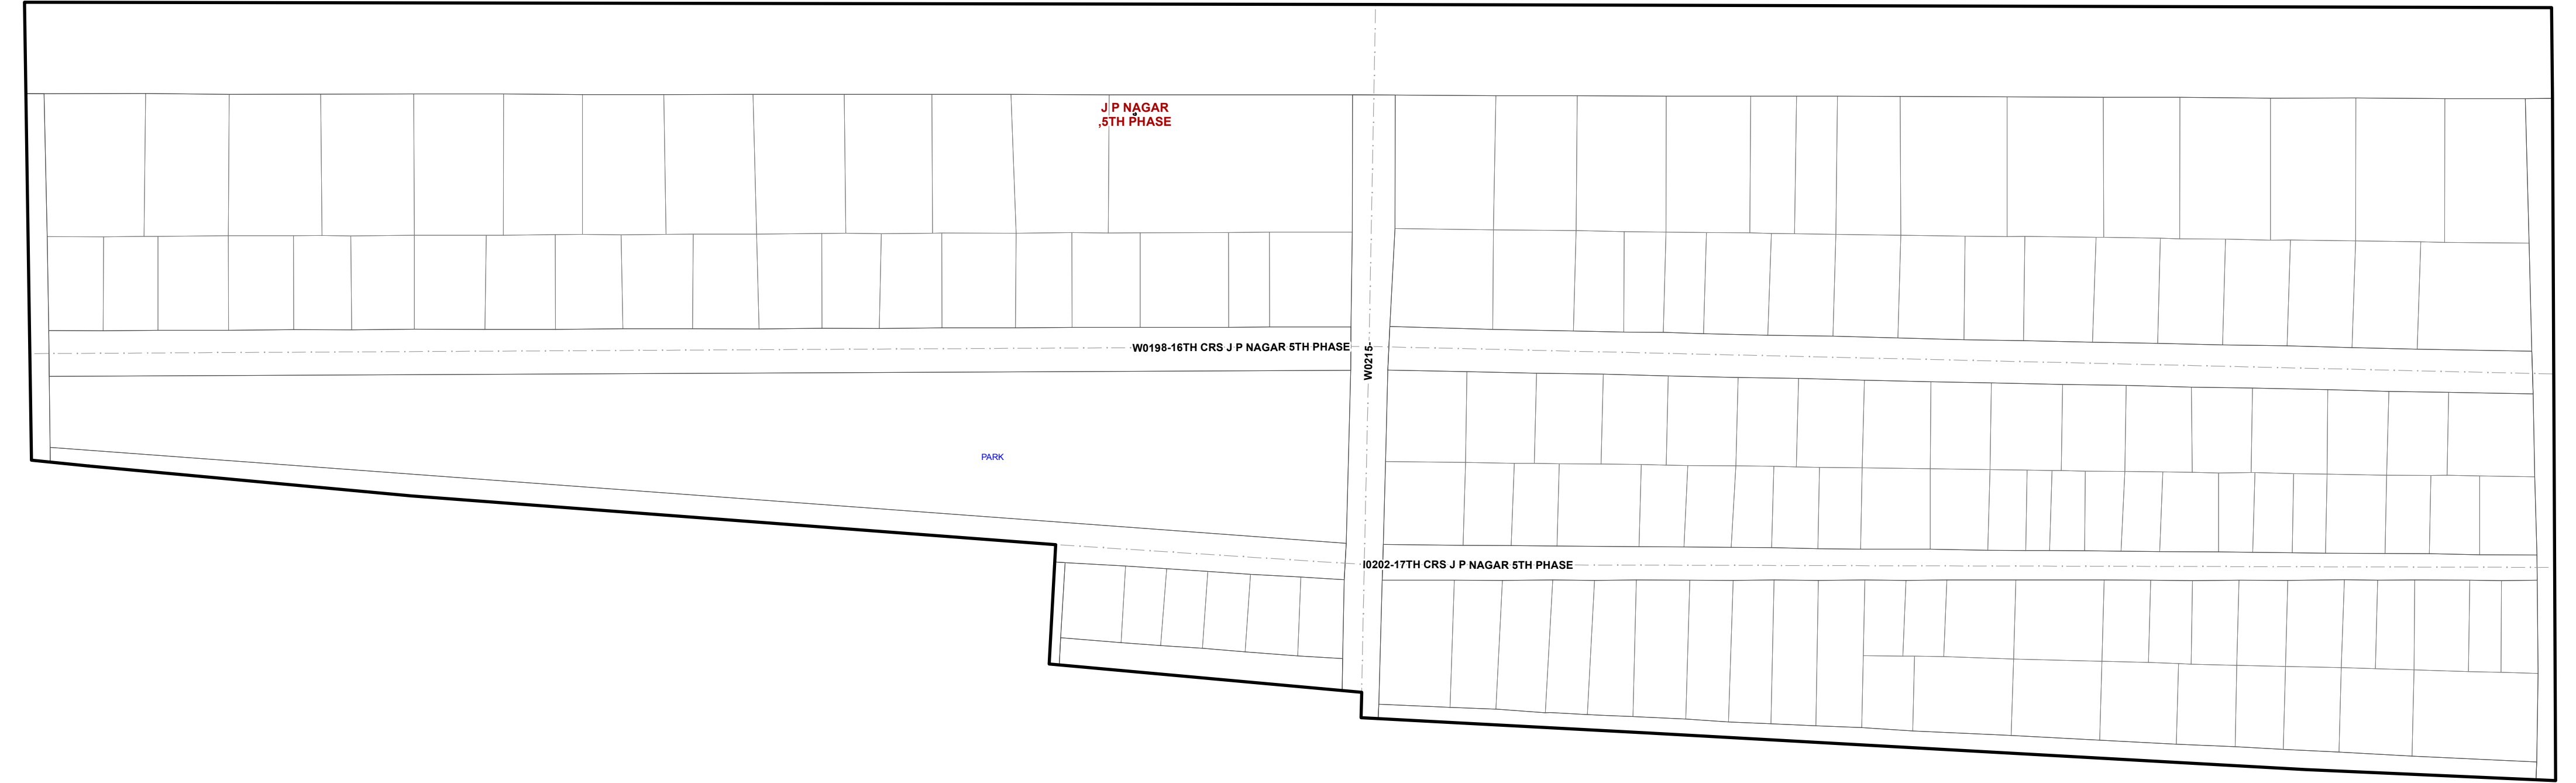 J P NAGAR
,5TH PHASE
W0198-16TH CRS J P NAGAR 5TH PHASE
W0215-
PARK
I0202-17TH CRS J P NAGAR 5TH PHASE